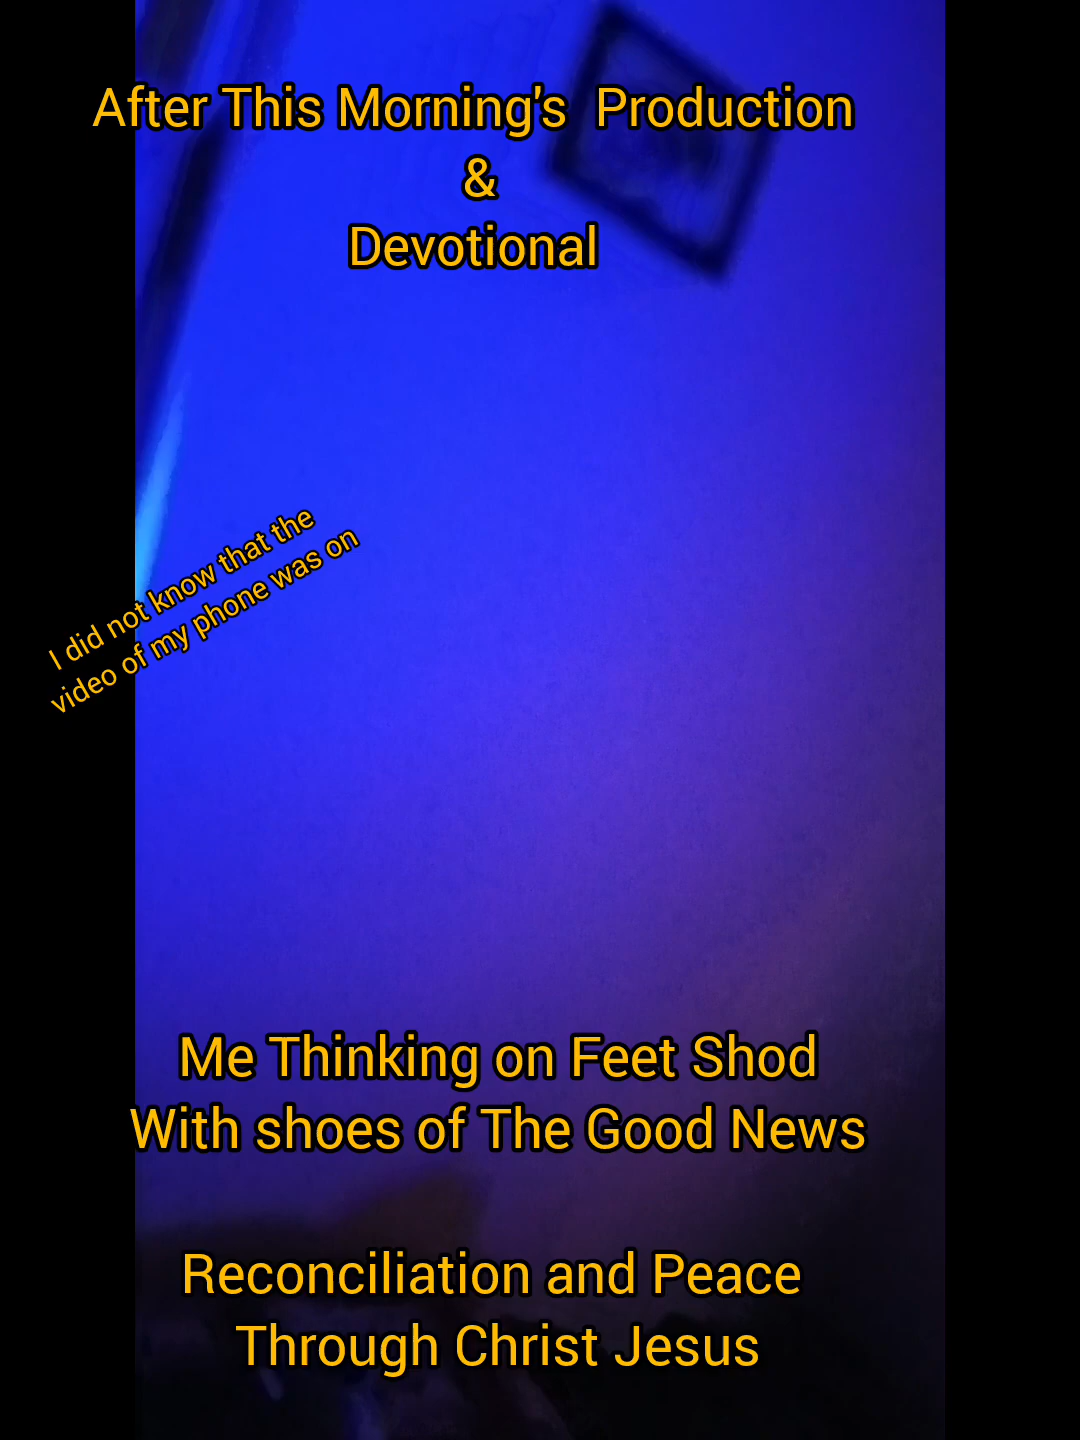 After This Morning's Production
&
Devotional
I did not know that the
video of my phone was on
Me Thinking on Feet Shod
With shoes of The Good News
Reconciliation and Peace
Through Christ Jesus